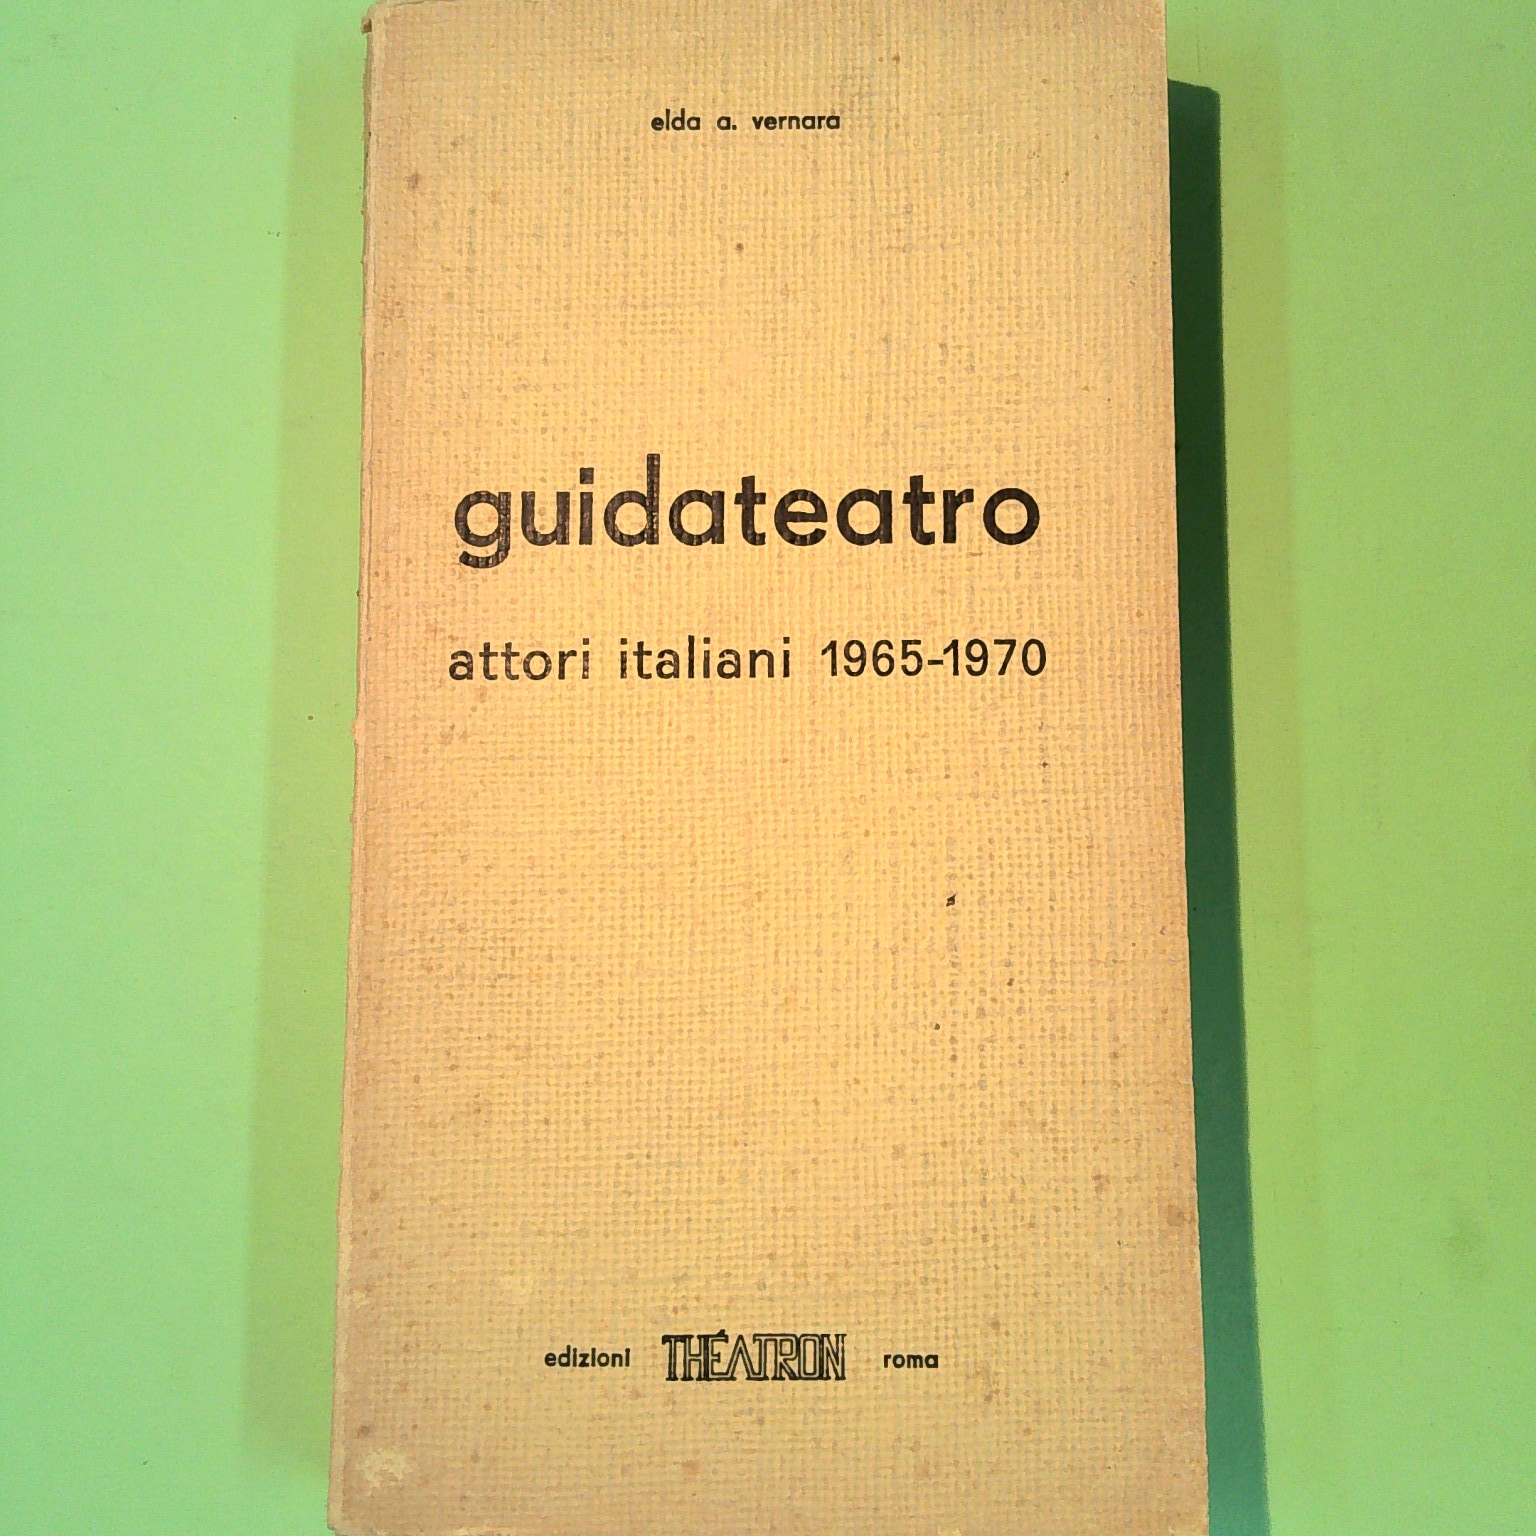 elda a. vernara
guidateatro
attori italiani 1965-1970
edizioni THÉATRON roma